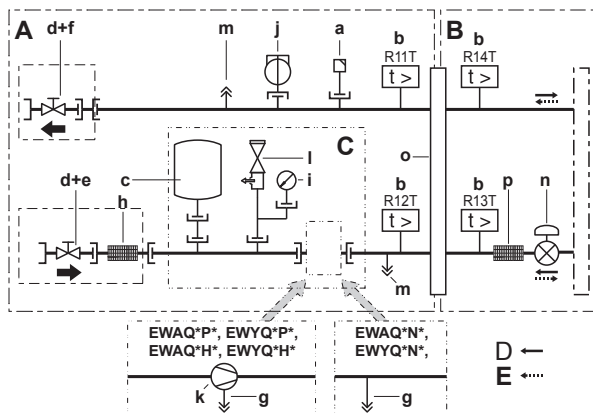 A
d+f
m
j
a
b
R11T
t >
B
b
R14T
t >
C
l
i
o
c
d+e
h
b
R12T
t >
b
R13T
t >
p
n
m
EWAQ*P*, EWYQ*P*,
EWAQ*H*, EWYQ*H*
k
g
EWAQ*N*,
EWYQ*N*,
g
D
E